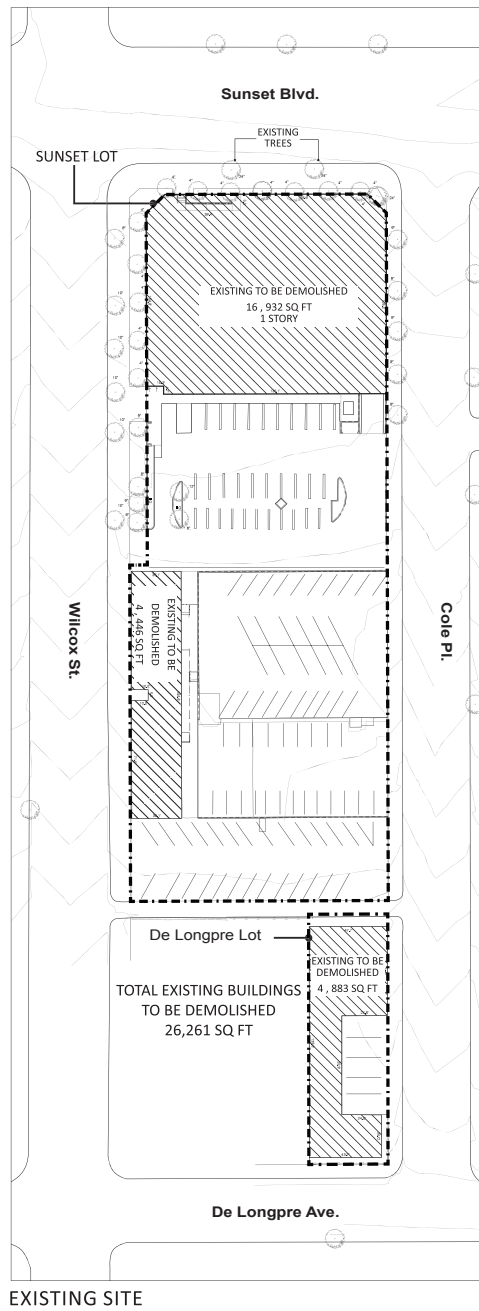 Sunset Blvd.
EXISTING
TREES
SUNSET LOT
EXISTING TO BE DEMOLISHED
16 , 932 SQ FT
1 STORY
EXISTING TO BE
DEMOLISHED
4 , 446 SQ FT
Wilcox St.
Cole Pl.
De Longpre Lot
EXISTING TO BE
DEMOLISHED
4 , 883 SQ FT
TOTAL EXISTING BUILDINGS
TO BE DEMOLISHED
26,261 SQ FT
De Longpre Ave.
EXISTING SITE